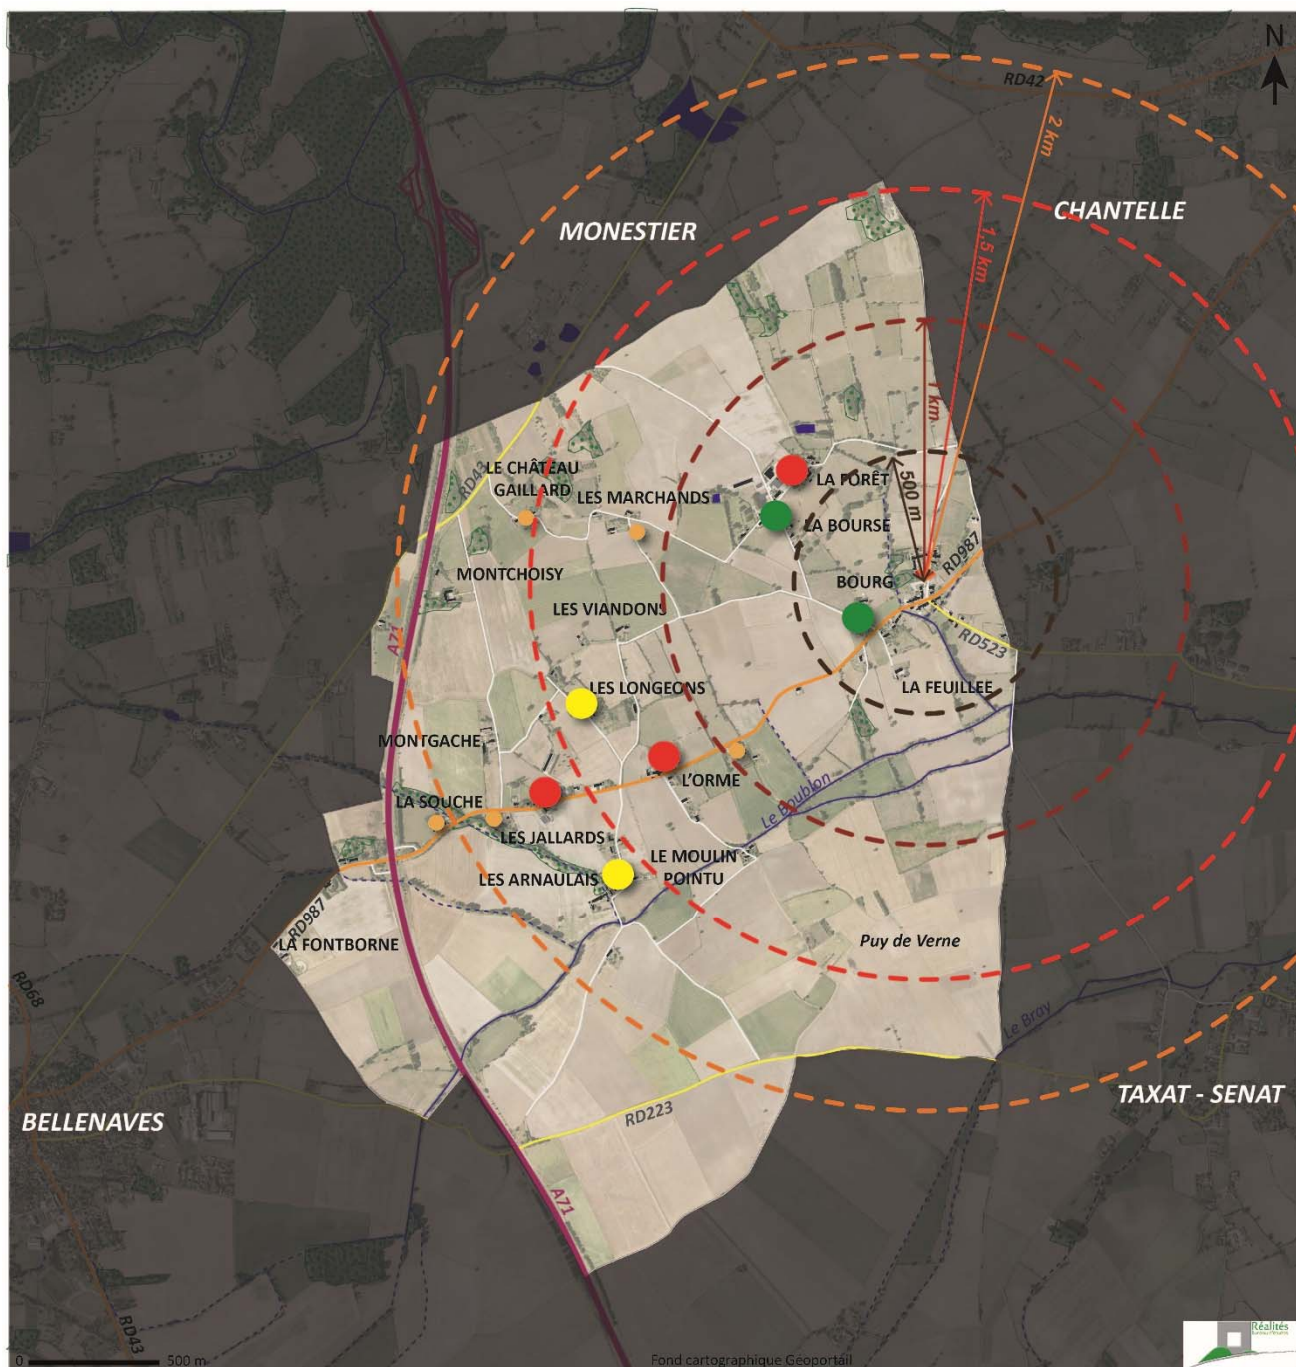 N
RD42
2 km
CHANTELLE
MONESTIER
1,5 km
1 km
LE CHÂTEAU
GAILLARD
RD43
LES MARCHANDS
LA FORÊT
500 m
LA BOURSE
RD987
MONTCHOISY
BOURG
LES VIANDONS
RD523
A71
LES LONGEONS
LA FEUILLEE
MONTGACHE
L'ORME
LA SOUCHE
Le Boublon
LES JALLARDS
LE MOULIN
POINTU
LES ARNAULAIS
RD987
LA FONTBORNE
Puy de Verne
RD68
Le Bray
BELLENAVES
TAXAT - SENAT
RD223
A71
RD43
Réalités
0 500 m
Fond cartographique Géoportail